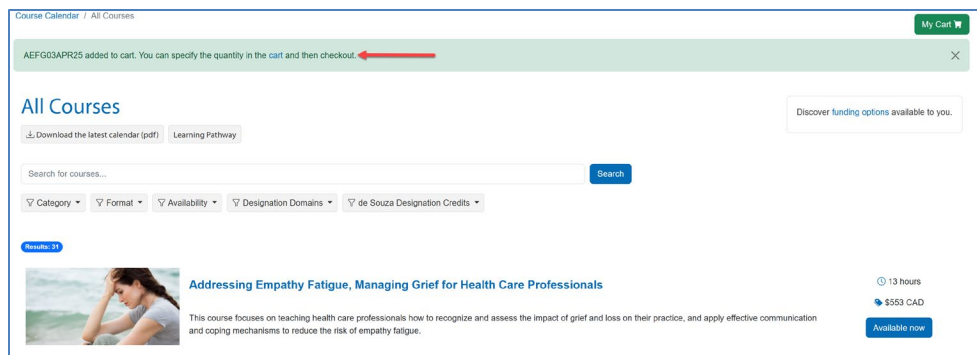 Course Calendar / All Courses
My Cart
AEFG03APR25 added to cart. You can specify the quantity in the cart and then checkout.
All Courses
Discover funding options available to you.
Download the latest calendar (pdf) Learning Pathway
Search for courses... Search
Category Format Availability Designation Domains de Souza Designation Credits
Results: 31
Addressing Empathy Fatigue, Managing Grief for Health Care Professionals
13 hours
$553 CAD
This course focuses on teaching health care professionals how to recognize and assess the impact of grief and loss on their practice, and apply effective communication
and coping mechanisms to reduce the risk of empathy fatigue.
Available now